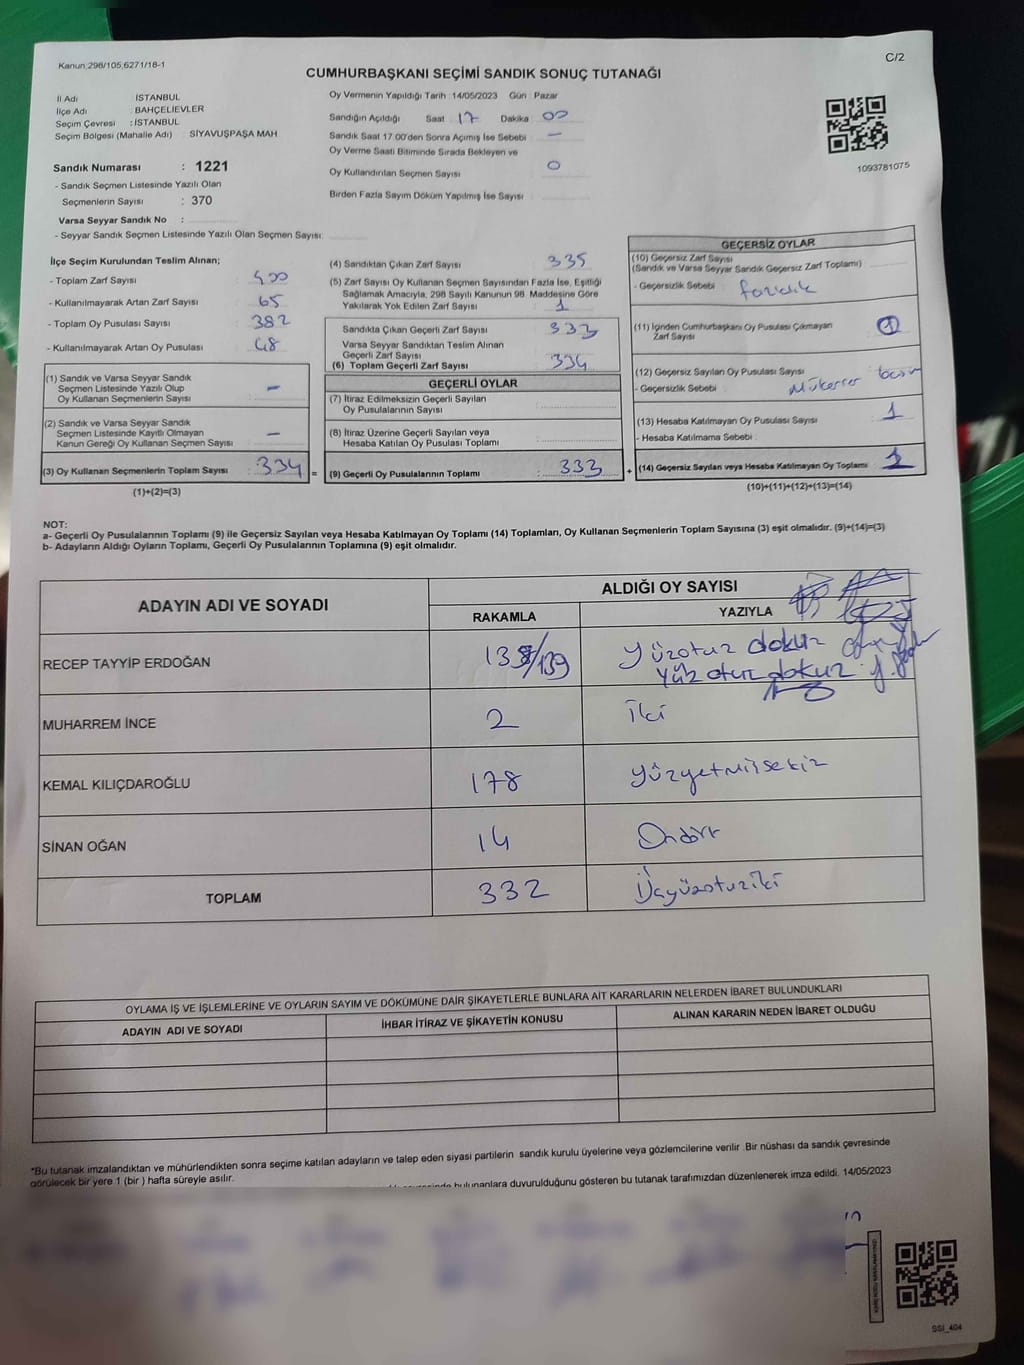 Kanun;298/105,6271/18-1
C/2
CUMHURBAŞKANI SEÇİMİ SANDIK SONUÇ TUTANAĞI
İl Adı İSTANBUL
İlçe Adı BAHÇELİEVLER
Seçim Çevresi : İSTANBUL
Seçim Bölgesi (Mahalle Adı) : SİYAVUŞPAŞA MAH
Sandık Numarası : 1221
- Sandık Seçmen Listesinde Yazılı Olan
Seçmenlerin Sayısı : 370
Varsa Seyyar Sandık No :
- Seyyar Sandık Seçmen Listesinde Yazılı Olan Seçmen Sayısı:
Oy Vermenin Yapıldığı Tarih :14/05/2023 Gün : Pazar
Sandığın Açıldığı Saat 17 Dakika 00
Sandık Saat 17.00'den Sonra Açılmış İse Sebebi : -
Oy Verme Saati Bitiminde Sırada Bekleyen ve
Oy Kullandırılan Seçmen Sayısı 0
Birden Fazla Sayım Döküm Yapılmış İse Sayısı :
1093781075
İlçe Seçim Kurulundan Teslim Alınan;
- Toplam Zarf Sayısı : 400
- Kullanılmayarak Artan Zarf Sayısı : 65
- Toplam Oy Pusulası Sayısı : 382
- Kullanılmayarak Artan Oy Pusulası : 48
(1) Sandık ve Varsa Seyyar Sandık
Seçmen Listesinde Yazılı Olup
Oy Kullanan Seçmenlerin Sayısı : -
(2) Sandık ve Varsa Seyyar Sandık
Seçmen Listesinde Kayıtlı Olmayan
Kanun Gereği Oy Kullanan Seçmen Sayısı : -
(3) Oy Kullanan Seçmenlerin Toplam Sayısı : 334 =
(1)+(2)=(3)
(4) Sandıktan Çıkan Zarf Sayısı 335
(5) Zarf Sayısı Oy Kullanan Seçmen Sayısından Fazla İse, Eşitliği
Sağlamak Amacıyla, 298 Sayılı Kanunun 98. Maddesine Göre
Yakılarak Yok Edilen Zarf Sayısı : 1
Sandıkta Çıkan Geçerli Zarf Sayısı 333
Varsa Seyyar Sandıktan Teslim Alınan
Geçerli Zarf Sayısı
(6) Toplam Geçerli Zarf Sayısı 334
GEÇERLİ OYLAR
(7) İtiraz Edilmeksizin Geçerli Sayılan
Oy Pusulalarının Sayısı :
(8) İtiraz Üzerine Geçerli Sayılan veya
Hesaba Katılan Oy Pusulası Toplamı :
(9) Geçerli Oy Pusulalarının Toplamı : 333 +
GEÇERSİZ OYLAR
(10) Geçersiz Zarf Sayısı
(Sandık ve Varsa Seyyar Sandık Geçersiz Zarf Toplamı)
- Geçersizlik Sebebi :
(11) İçinden Cumhurbaşkanı Oy Pusulası Çıkmayan
Zarf Sayısı
(12) Geçersiz Sayılan Oy Pusulası Sayısı
- Geçersizlik Sebebi : Mükerrer
(13) Hesaba Katılmayan Oy Pusulası Sayısı 1
- Hesaba Katılmama Sebebi :
(14) Geçersiz Sayılan veya Hesaba Katılmayan Oy Toplamı : 1
(10)+(11)+(12)+(13)=(14)
NOT:
a- Geçerli Oy Pusulalarının Toplamı (9) ile Geçersiz Sayılan veya Hesaba Katılmayan Oy Toplamı (14) Toplamları, Oy Kullanan Seçmenlerin Toplam Sayısına (3) eşit olmalıdır. (9)+(14)=(3)
b- Adayların Aldığı Oyların Toplamı, Geçerli Oy Pusulalarının Toplamına (9) eşit olmalıdır.
ADAYIN ADI VE SOYADI
ALDIĞI OY SAYISI
RAKAMLA YAZIYLA
RECEP TAYYİP ERDOĞAN 138/139 Yüzotuz dokuz
Yüz otuz dokuz
MUHARREM İNCE 2 İki
KEMAL KILIÇDAROĞLU 178 Yüzyetmişsekiz
SİNAN OĞAN 14 Ondört
TOPLAM 332 Üçyüzotuziki
OYLAMA İŞ VE İŞLEMLERİNE VE OYLARIN SAYIM VE DÖKÜMÜNE DAİR ŞİKAYETLERLE BUNLARA AİT KARARLARIN NELERDEN İBARET BULUNDUKLARI
ADAYIN ADI VE SOYADI İHBAR İTİRAZ VE ŞİKAYETİN KONUSU ALINAN KARARIN NEDEN İBARET OLDUĞU
*Bu tutanak imzalandıktan ve mühürlendikten sonra seçime katılan adayların ve talep eden siyasi partilerin sandık kurulu üyelerine veya gözlemcilerine verilir .Bir nüshası da sandık çevresinde
görülecek bir yere 1 (bir ) hafta süreyle asılır.
bulunanlara duvurulduğunu gösteren bu tutanak tarafımızdan düzenlenerek imza edildi. 14/05/2023
SSI_404